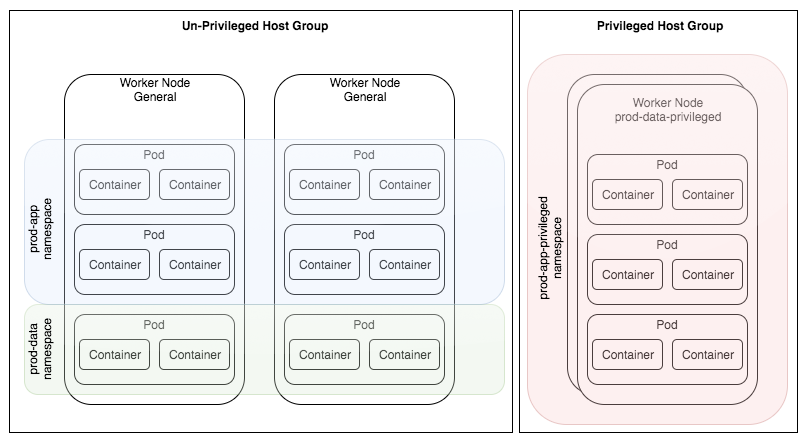 Un-Privileged Host Group
Worker Node
General
Worker Node
General
prod-app
namespace
Pod
Container
Container
Pod
Container
Container
Pod
Container
Container
Pod
Container
Container
prod-data
namespace
Pod
Container
Container
Pod
Container
Container
Privileged Host Group
Worker Node
prod-data-privileged
prod-app-privileged
namespace
Pod
Container
Container
Pod
Container
Container
Pod
Container
Container